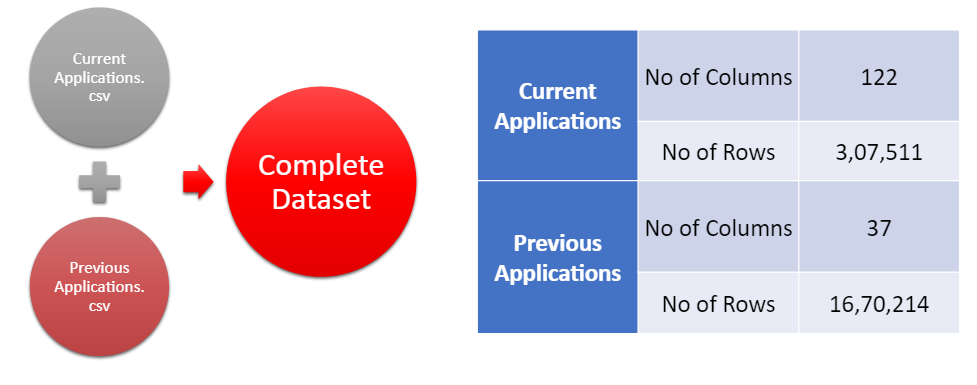 Current
Applications.
csv
Previous
Applications.
csv
Complete
Dataset
Current
Applications
No of Columns
122
No of Rows
3,07,511
Previous
Applications
No of Columns
37
No of Rows
16,70,214